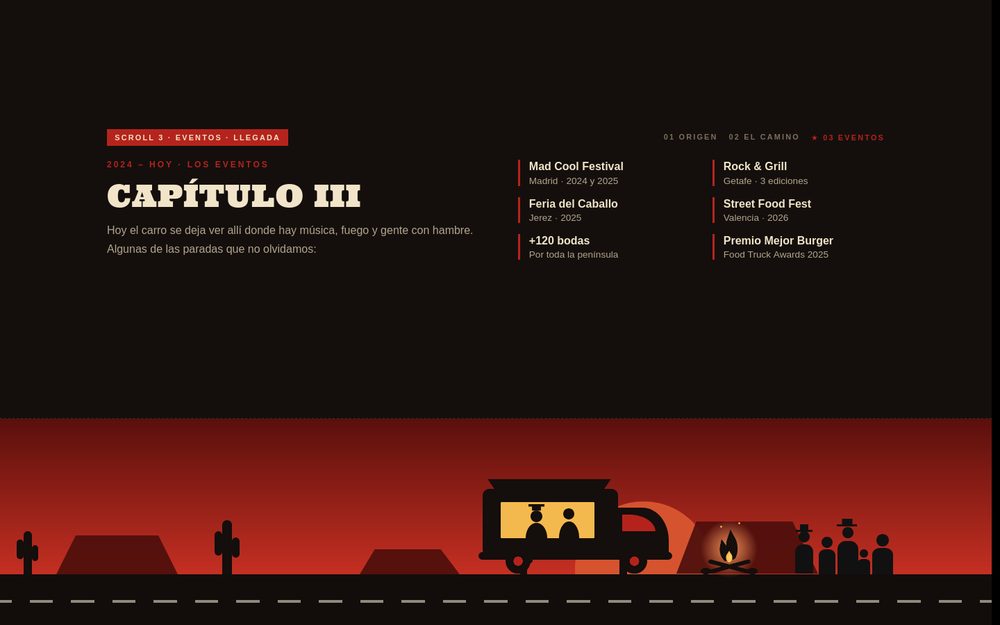 SCROLL 3 · EVENTOS · LLEGADA
2024 – HOY · LOS EVENTOS
CAPÍTULO III
Hoy el carro se deja ver allí donde hay música, fuego y gente con hambre.
Algunas de las paradas que no olvidamos:
01 ORIGEN 02 EL CAMINO ★ 03 EVENTOS
Mad Cool Festival
Madrid · 2024 y 2025
Rock & Grill
Getafe · 3 ediciones
Feria del Caballo
Jerez · 2025
Street Food Fest
Valencia · 2026
+120 bodas
Por toda la península
Premio Mejor Burger
Food Truck Awards 2025